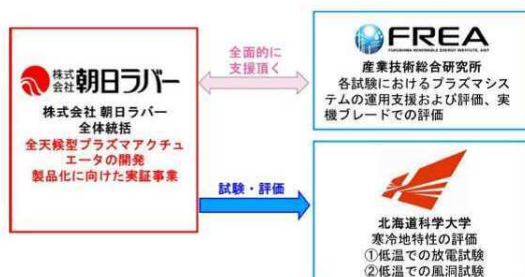 株式
会社 朝日ラバー
株式会社 朝日ラバー
全体統括
全天候型プラズマアクチュ
エータの開発
製品化に向けた実証事業
全面的に
支援頂く
試験・評価
FREA
FUKUSHIMA RENEWABLE ENERGY INSTITUTE, AIST
産業技術総合研究所
各試験におけるプラズマシス
テムの運用支援および評価、実
機ブレードでの評価
北海道科学大学
寒冷地特性の評価
①低温での放電試験
②低温での風洞試験